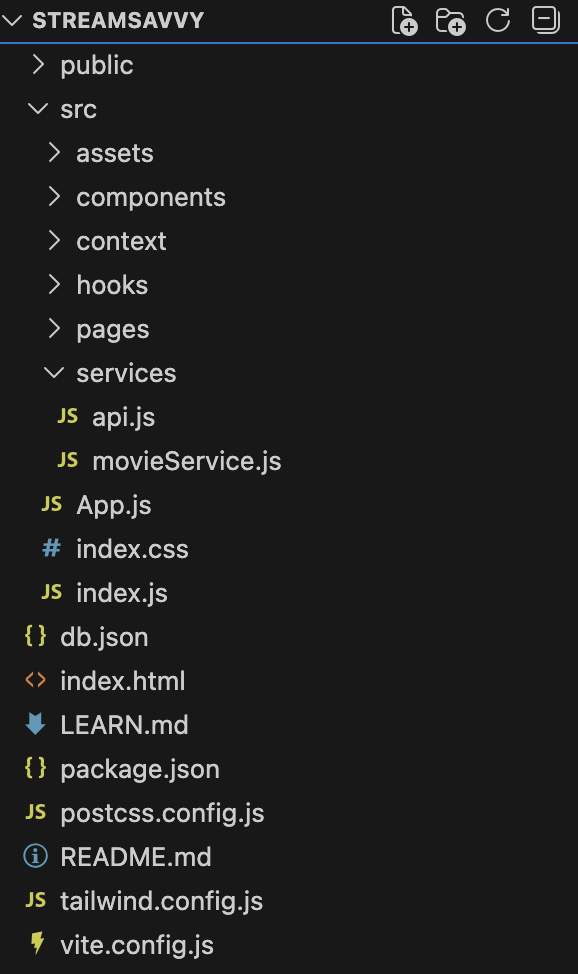 STREAMSAVVY
public
src
assets
components
context
hooks
pages
services
JS api.js
JS movieService.js
JS App.js
# index.css
JS index.js
{} db.json
<> index.html
LEARN.md
{} package.json
JS postcss.config.js
i README.md
JS tailwind.config.js
vite.config.js